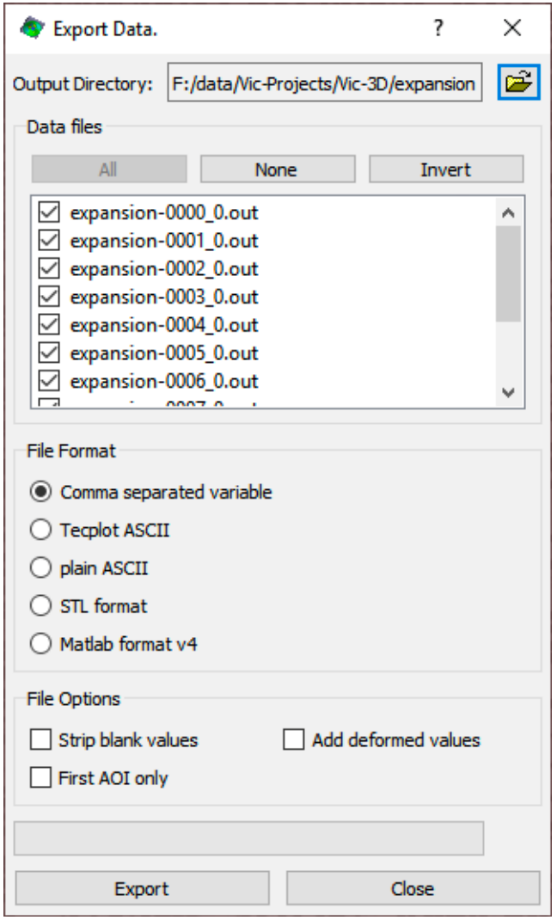 Export Data.
?
Output Directory: F:/data/Vic-Projects/Vic-3D/expansion
Data files
All None Invert
expansion-0000_0.out
expansion-0001_0.out
expansion-0002_0.out
expansion-0003_0.out
expansion-0004_0.out
expansion-0005_0.out
expansion-0006_0.out
File Format
Comma separated variable
Tecplot ASCII
plain ASCII
STL format
Matlab format v4
File Options
Strip blank values Add deformed values
First AOI only
Export Close